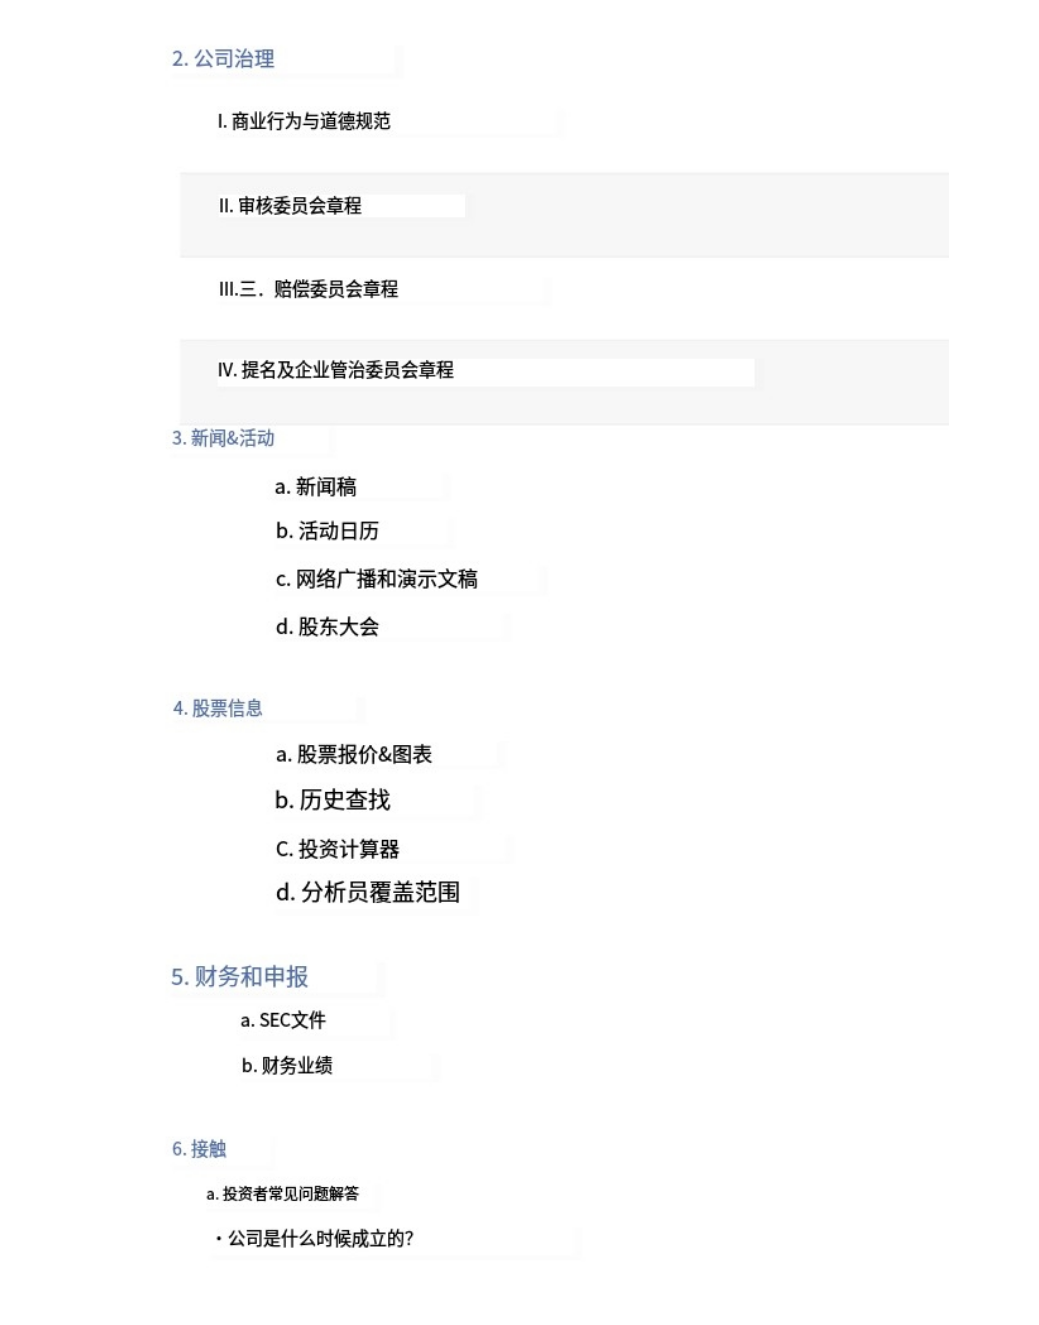 2. 公司治理
I. 商业行为与道德规范
II. 审核委员会章程
III.三．赔偿委员会章程
IV. 提名及企业管治委员会章程
3. 新闻&活动
a. 新闻稿
b. 活动日历
c. 网络广播和演示文稿
d. 股东大会
4. 股票信息
a. 股票报价&图表
b. 历史查找
C. 投资计算器
d. 分析员覆盖范围
5. 财务和申报
a. SEC文件
b. 财务业绩
6. 接触
a. 投资者常见问题解答
·公司是什么时候成立的？